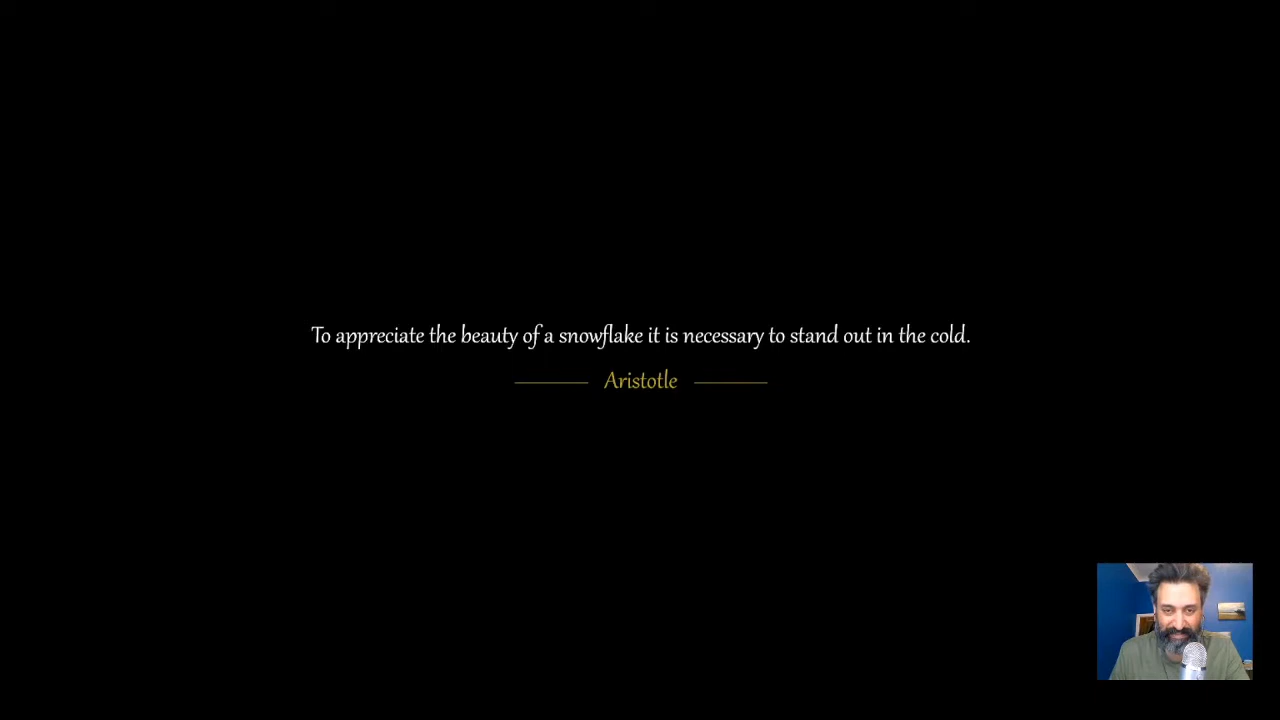 To appreciate the beauty of a snowflake it is necessary to stand out in the cold.
Aristotle